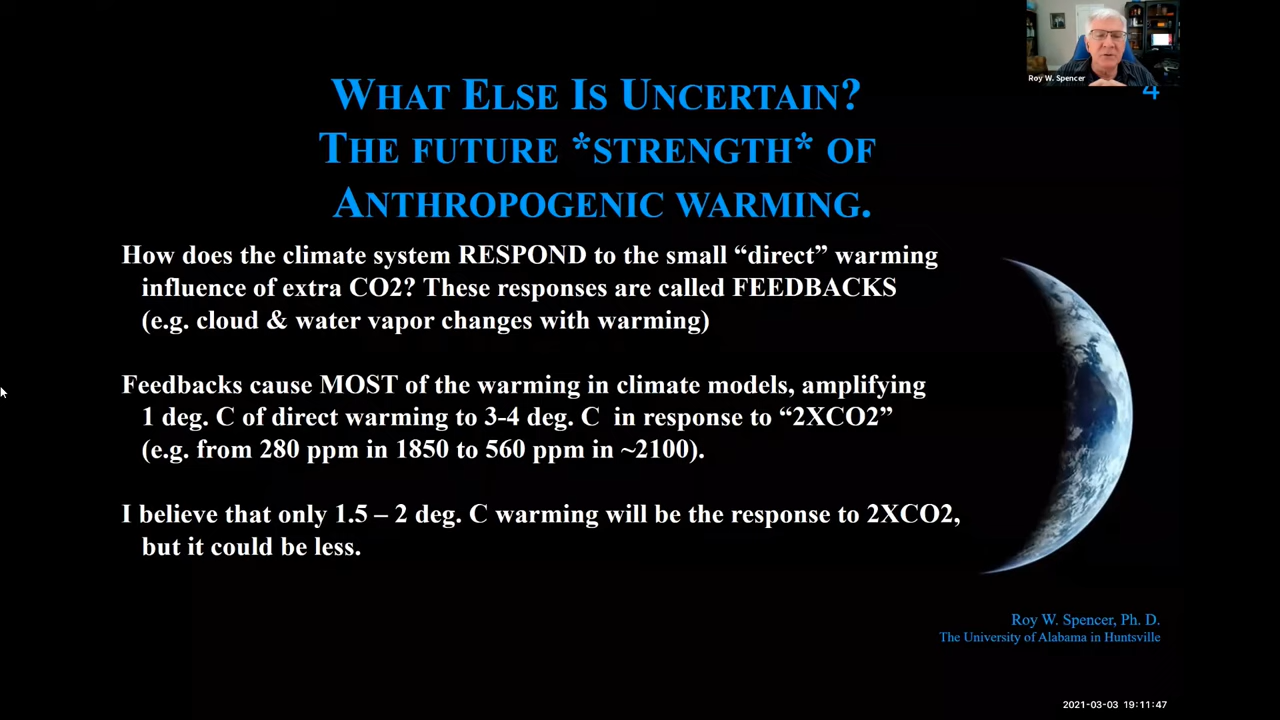 Roy W. Spencer
4
WHAT ELSE IS UNCERTAIN?
THE FUTURE *STRENGTH* OF
ANTHROPOGENIC WARMING.
How does the climate system RESPOND to the small “direct” warming
influence of extra CO2? These responses are called FEEDBACKS
(e.g. cloud & water vapor changes with warming)
Feedbacks cause MOST of the warming in climate models, amplifying
1 deg. C of direct warming to 3-4 deg. C in response to “2XCO2”
(e.g. from 280 ppm in 1850 to 560 ppm in ~2100).
I believe that only 1.5 – 2 deg. C warming will be the response to 2XCO2,
but it could be less.
Roy W. Spencer, Ph. D.
The University of Alabama in Huntsville
2021-03-03 19:11:47